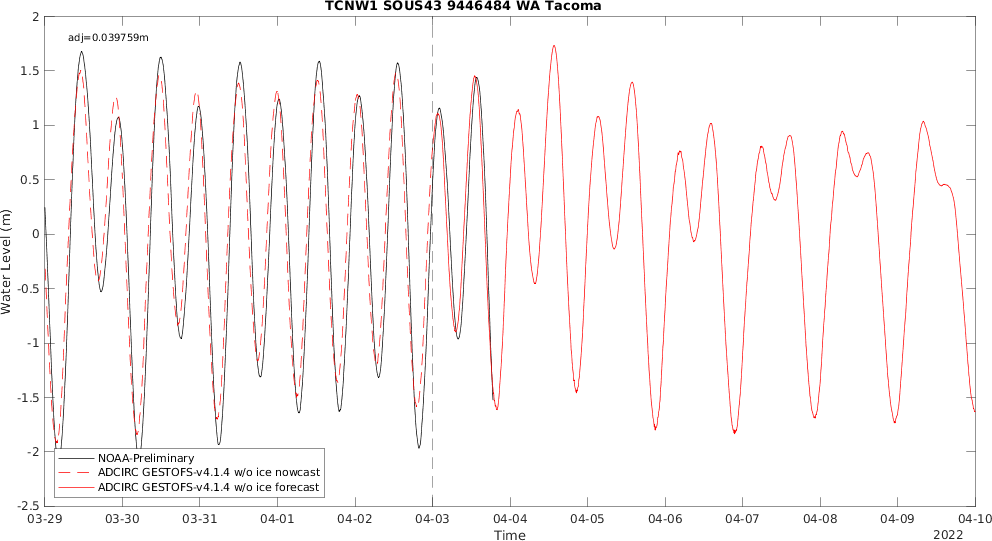 TCNW1 SOUS43 9446484 WA Tacoma
adj=0.039759m
2
1.5
1
0.5
0
-0.5
-1
-1.5
-2
-2.5
Water Level (m)
NOAA-Preliminary
ADCIRC GESTOFS-v4.1.4 w/o ice nowcast
ADCIRC GESTOFS-v4.1.4 w/o ice forecast
03-29 03-30 03-31 04-01 04-02 04-03 04-04 04-05 04-06 04-07 04-08 04-09 04-10
Time
2022